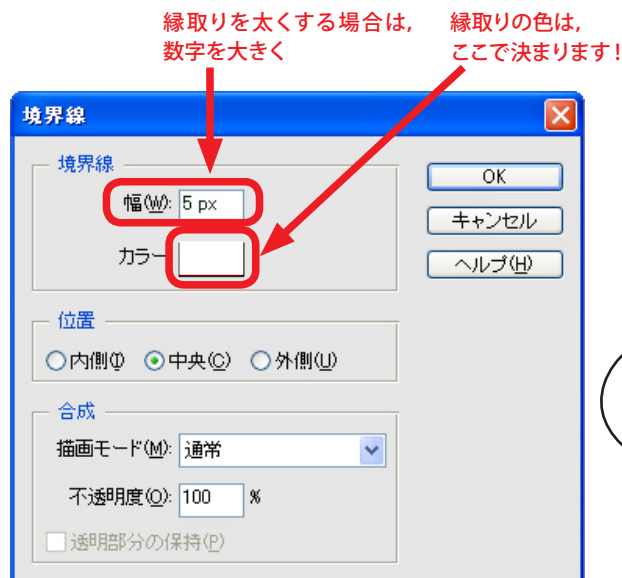 縁取りを太くする場合は,
数字を大きく
縁取りの色は,
ここで決まります!
境界線
境界線
幅(W): 5 px
カラー
OK
キャンセル
ヘルプ(H)
位置
内側(I) 中央(C) 外側(U)
合成
描画モード(M): 通常
不透明度(O): 100 %
透明部分の保持(P)